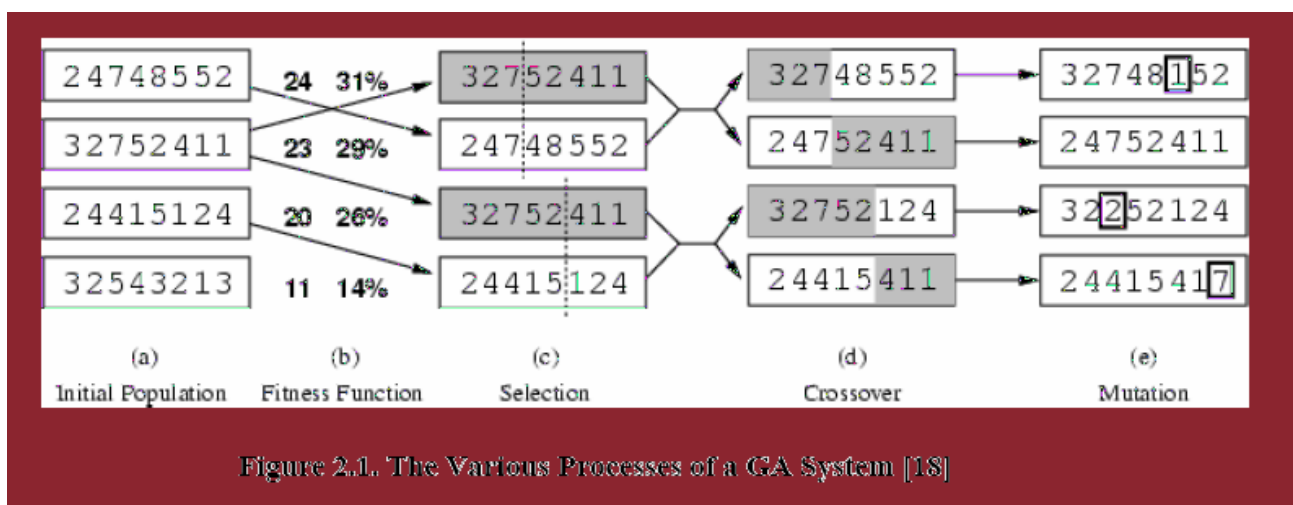 24748552 24 31% 32752411 32748552 32748152
32752411 23 29% 24748552 24752411 24752411
24415124 20 26% 32752411 32752124 32252124
32543213 11 14% 24415124 24415411 24415417
(a) (b) (c) (d) (e)
Initial Population Fitness Function Selection Crossover Mutation
Figure 2.1. The Various Processes of a GA System [18]